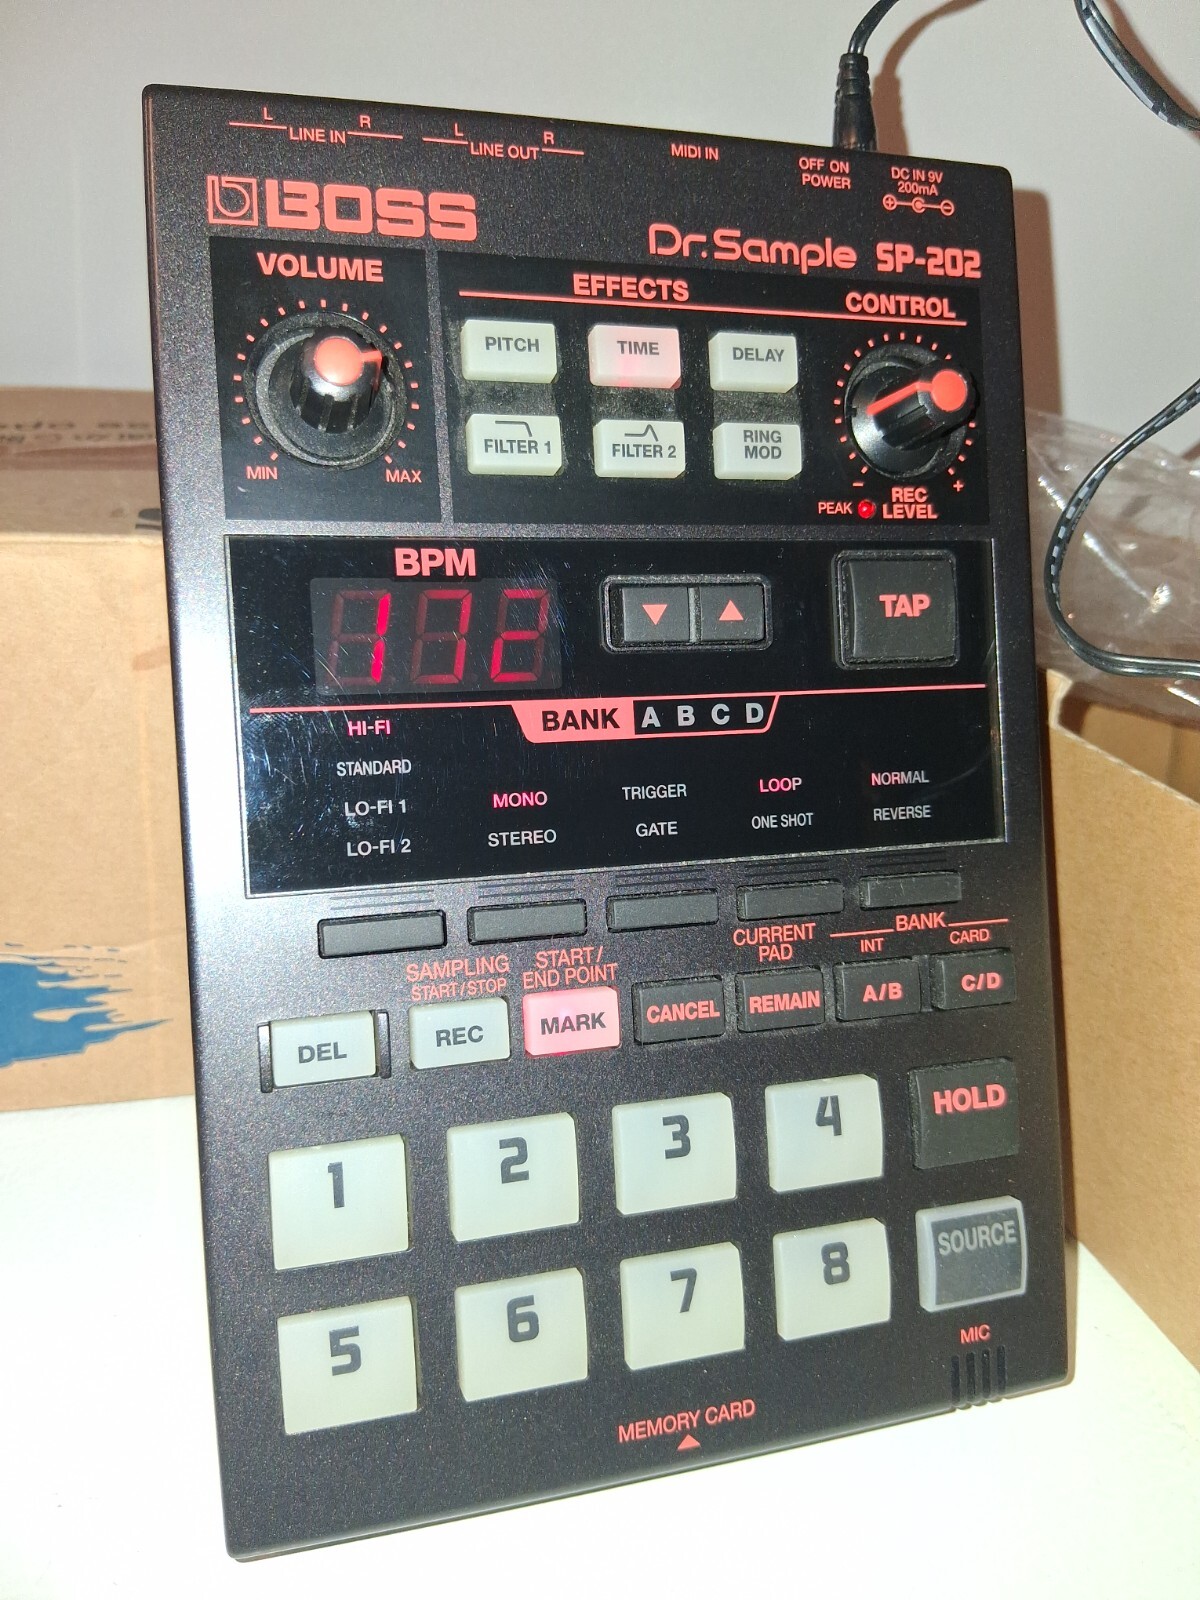 L R L R
LINE IN LINE OUT MIDI IN OFF ON DC IN 9V
POWER 200mA
BOSS
Dr. Sample SP-202
VOLUME
MIN MAX
EFFECTS
CONTROL
PITCH TIME DELAY
FILTER 1 FILTER 2 RING
MOD
- +
PEAK REC
LEVEL
BPM
172
TAP
BANK A B C D
HI-FI
STANDARD
LO-FI 1
LO-FI 2
MONO
STEREO
TRIGGER
GATE
LOOP
ONE SHOT
NORMAL
REVERSE
SAMPLING
START/STOP
START/
END POINT
CURRENT
PAD
BANK
INT CARD
DEL REC MARK CANCEL REMAIN A/B C/D
1 2 3 4 HOLD
5 6 7 8 SOURCE
MIC
MEMORY CARD